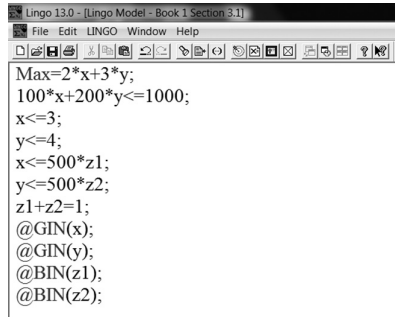 Lingo 13.0 - [Lingo Model - Book 1 Section 3.1]
File Edit LINGO Window Help
Max=2*x+3*y;
100*x+200*y<=1000;
x<=3;
y<=4;
x<=500*z1;
y<=500*z2;
z1+z2=1;
@GIN(x);
@GIN(y);
@BIN(z1);
@BIN(z2);